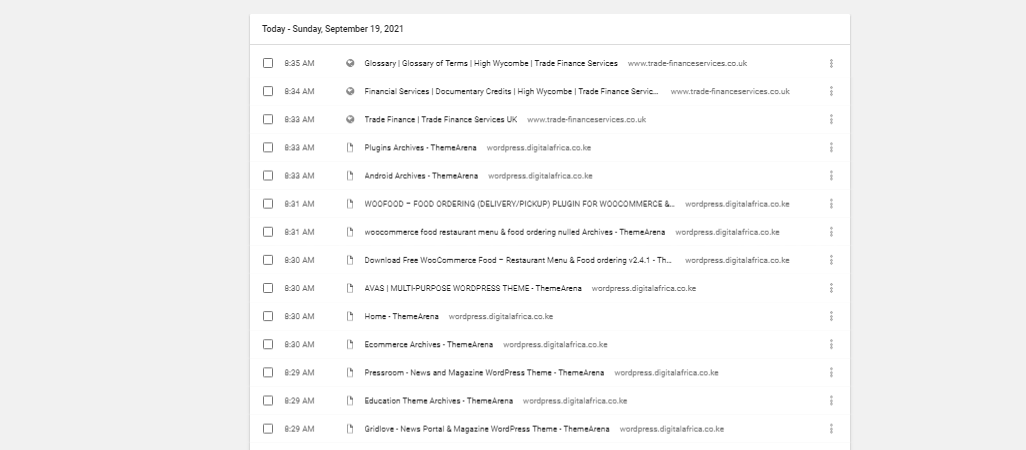 Today - Sunday, September 19, 2021
8:35 AM Glossary | Glossary of Terms | High Wycombe | Trade Finance Services www.trade-financeservices.co.uk
8:34 AM Financial Services | Documentary Credits | High Wycombe | Trade Finance Servic... www.trade-financeservices.co.uk
8:33 AM Trade Finance | Trade Finance Services UK www.trade-financeservices.co.uk
8:33 AM Plugins Archives - ThemeArena wordpress.digitalafrica.co.ke
8:33 AM Android Archives - ThemeArena wordpress.digitalafrica.co.ke
8:31 AM WOOFOOD – FOOD ORDERING (DELIVERY/PICKUP) PLUGIN FOR WOOCOMMERCE &... wordpress.digitalafrica.co.ke
8:31 AM woocommerce food restaurant menu & food ordering nulled Archives - ThemeArena wordpress.digitalafrica.co.ke
8:30 AM Download Free WooCommerce Food – Restaurant Menu & Food ordering v2.4.1 - Th... wordpress.digitalafrica.co.ke
8:30 AM AVAS | MULTI-PURPOSE WORDPRESS THEME - ThemeArena wordpress.digitalafrica.co.ke
8:30 AM Home - ThemeArena wordpress.digitalafrica.co.ke
8:30 AM Ecommerce Archives - ThemeArena wordpress.digitalafrica.co.ke
8:29 AM Pressroom - News and Magazine WordPress Theme - ThemeArena wordpress.digitalafrica.co.ke
8:29 AM Education Theme Archives - ThemeArena wordpress.digitalafrica.co.ke
8:29 AM Gridlove - News Portal & Magazine WordPress Theme - ThemeArena wordpress.digitalafrica.co.ke